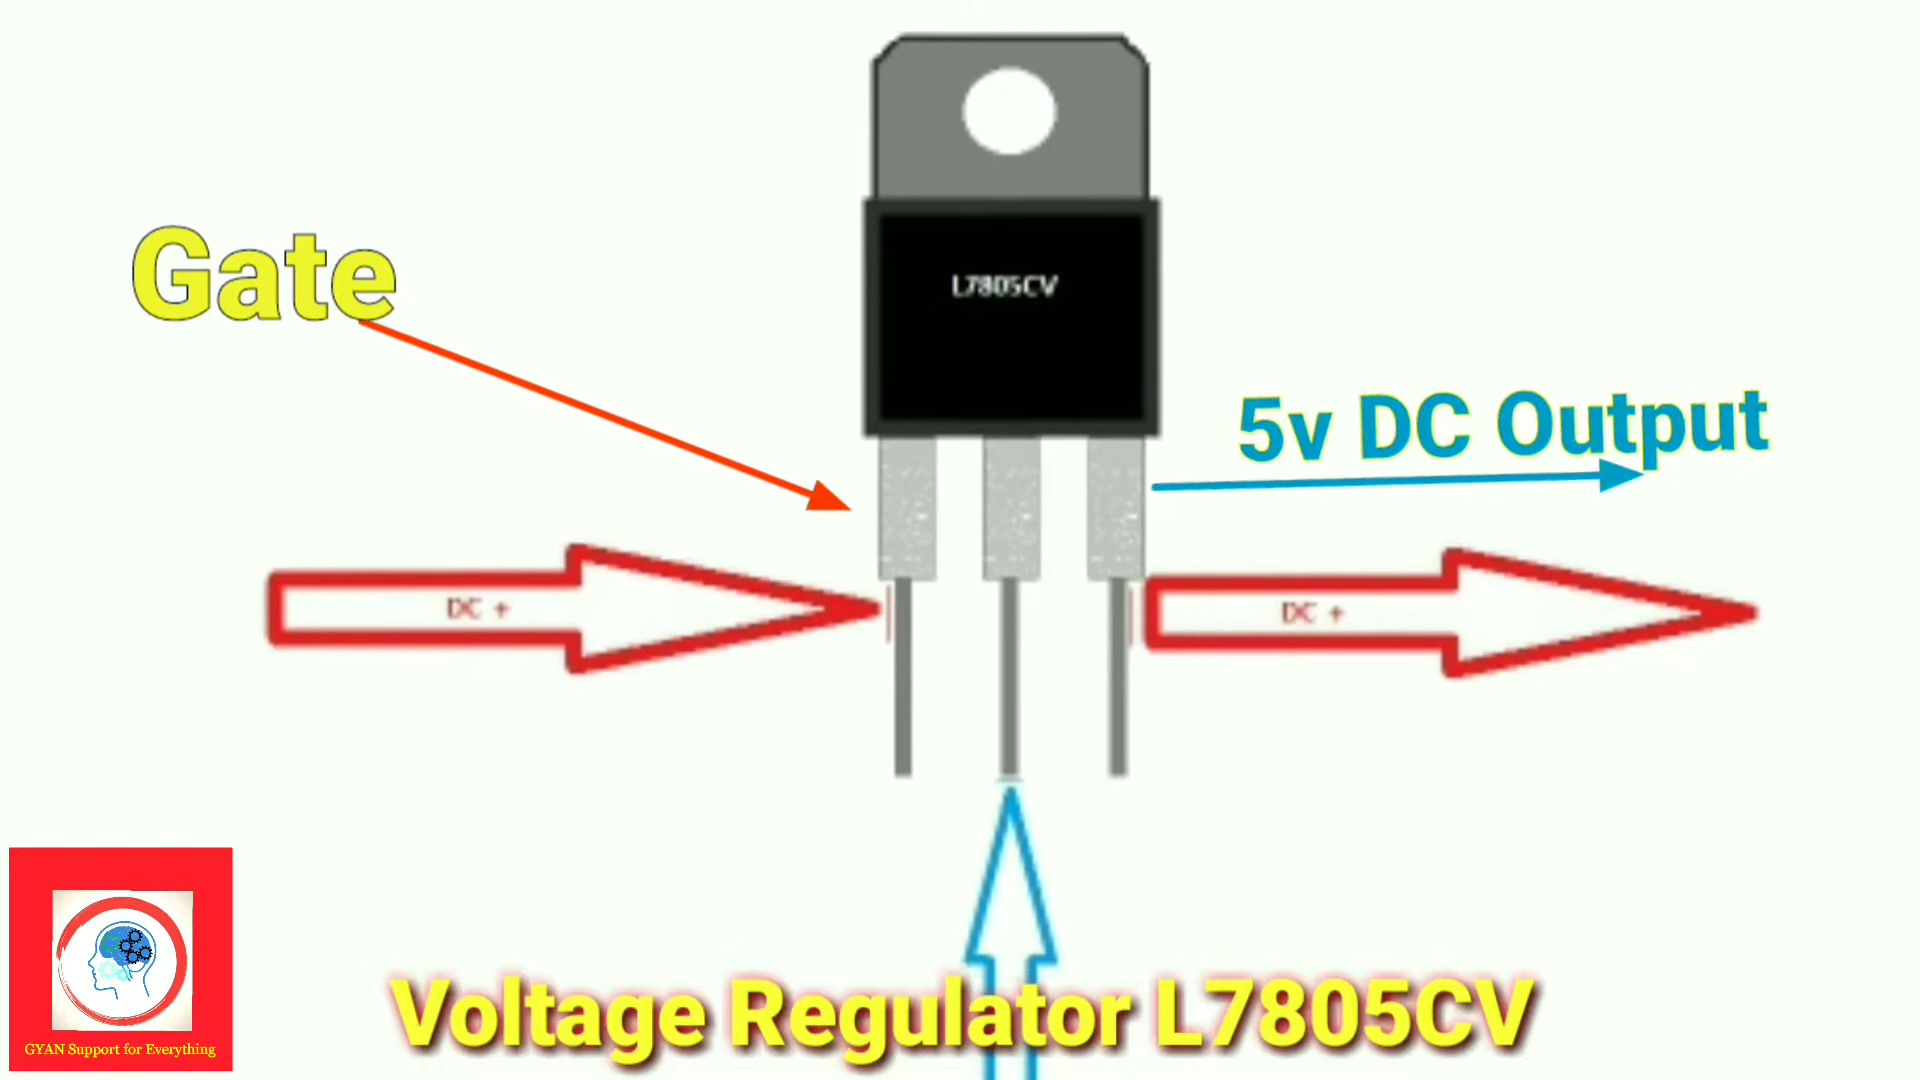 L7805CV
Gate
5v DC Output
DC +
DC +
Voltage Regulator L7805CV
GYAN Support for Everything